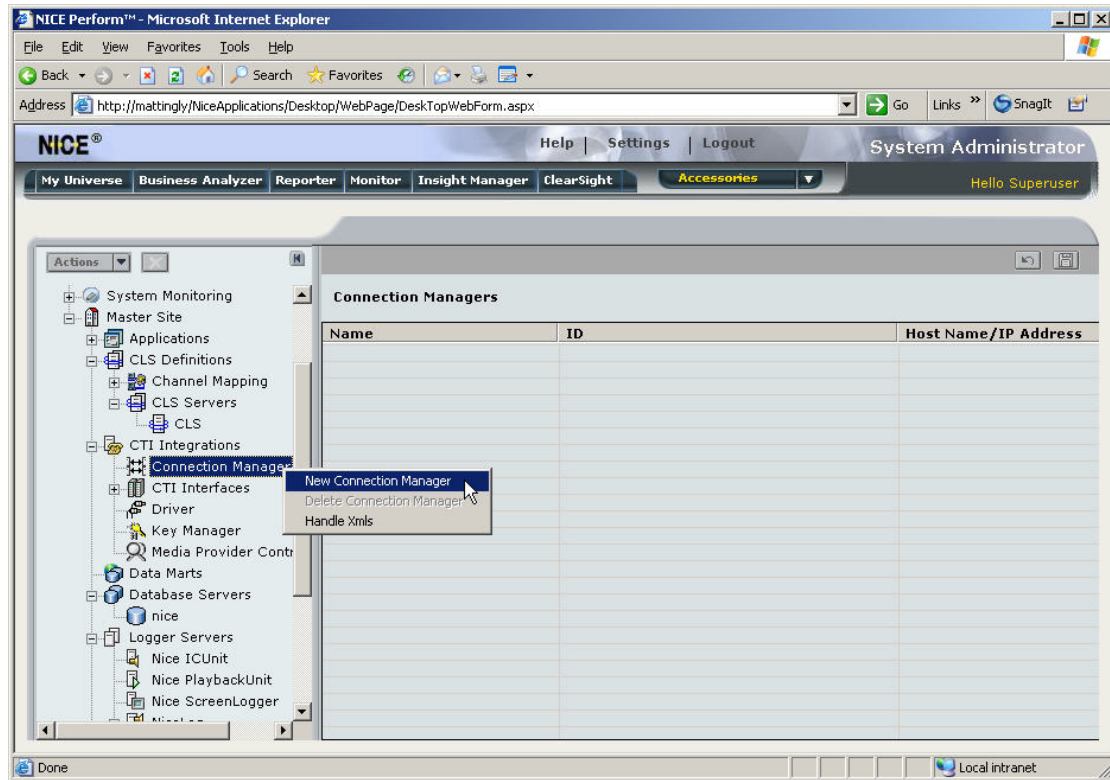 NICE Perform™ - Microsoft Internet Explorer
File Edit View Favorites Tools Help
Back Search Favorites
Address http://mattingly/NiceApplications/Desktop/WebPage/DeskTopWebForm.aspx Go Links » SnagIt
NICE® Help | Settings | Logout System Administrator
My Universe Business Analyzer Reporter Monitor Insight Manager ClearSight Accessories Hello Superuser
Actions
System Monitoring
Master Site
Applications
CLS Definitions
Channel Mapping
CLS Servers
CLS
CTI Integrations
Connection Manager
CTI Interfaces
Driver
Key Manager
Media Provider Contr
Data Marts
Database Servers
nice
Logger Servers
Nice ICUnit
Nice PlaybackUnit
Nice ScreenLogger
New Connection Manager
Delete Connection Manager
Handle Xmls
Connection Managers
Name ID Host Name/IP Address
Done Local intranet